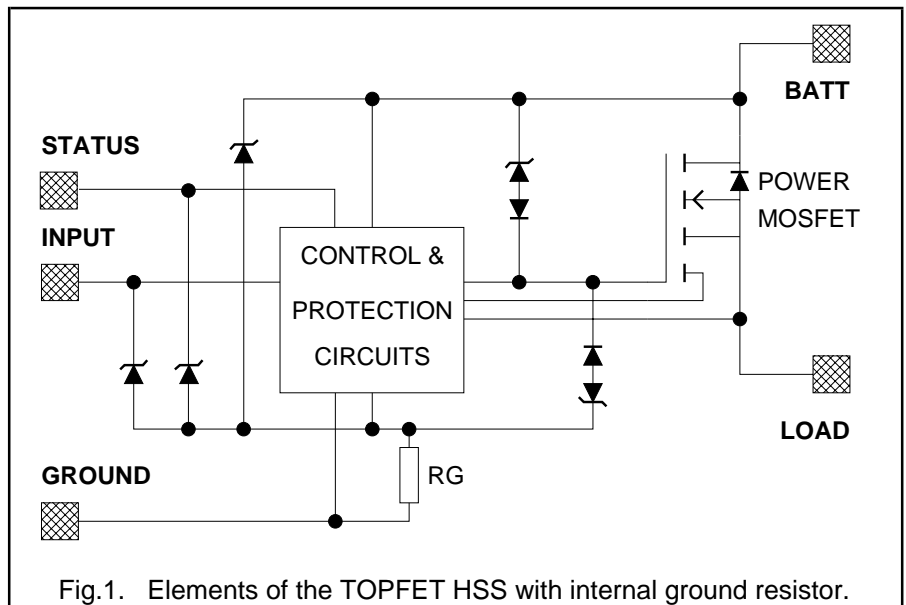 BATT
STATUS
POWER
MOSFET
INPUT
CONTROL &
PROTECTION
CIRCUITS
LOAD
GROUND
RG
Fig.1. Elements of the TOPFET HSS with internal ground resistor.